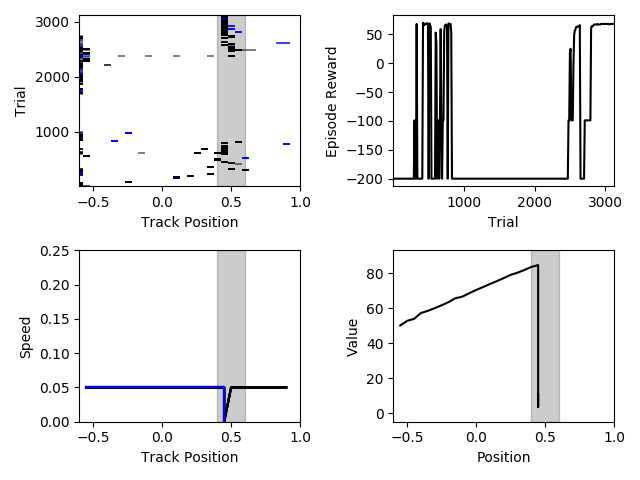 3000
2000
1000
Trial
−0.5 0.0 0.5 1.0
Track Position
50
0
−50
−100
−150
−200
Episode Reward
1000 2000 3000
Trial
0.25
0.20
0.15
0.10
0.05
0.00
Speed
−0.5 0.0 0.5 1.0
Track Position
80
60
40
20
0
Value
−0.5 0.0 0.5 1.0
Position